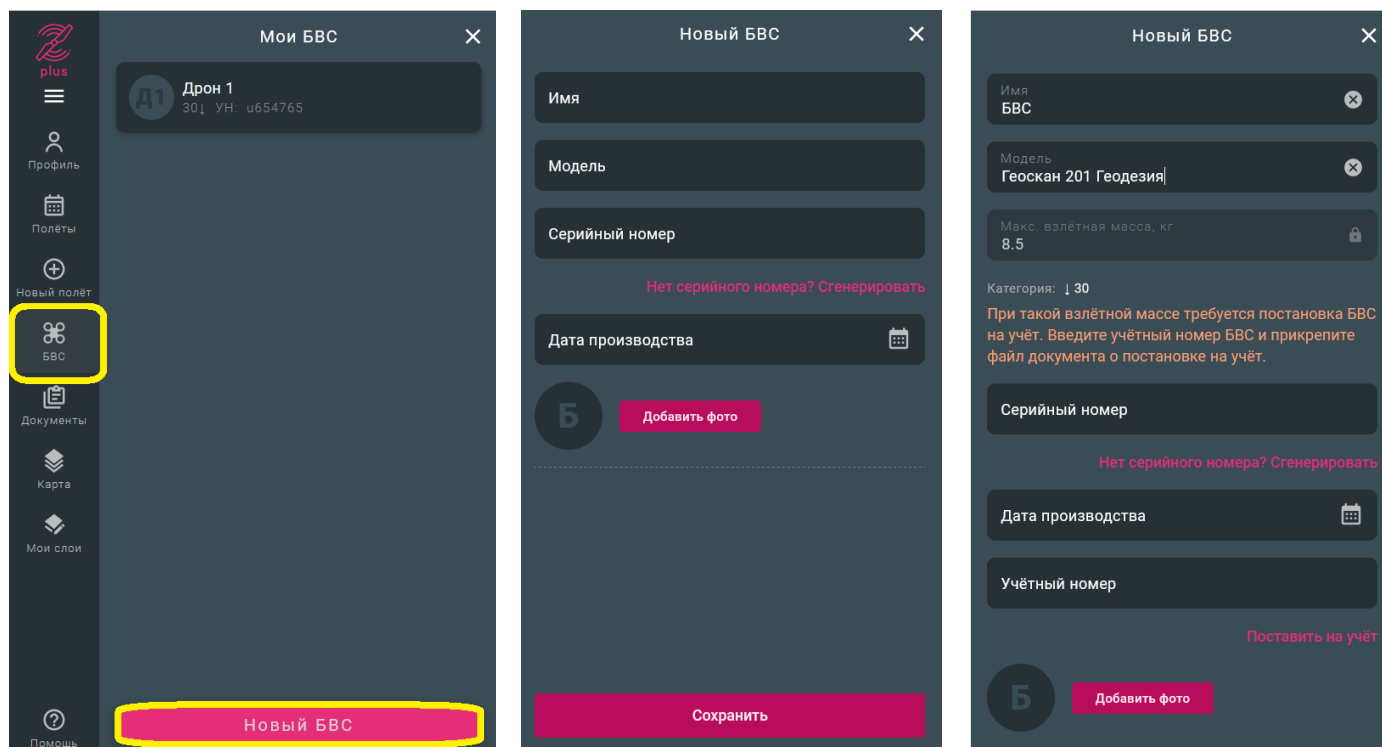 plus
Профиль
Полёты
Новый полёт
БВС
Документы
Карта
Мои слои
Помощь
Мои БВС
Д1
Дрон 1
30↓ УН: u654765
Новый БВС
Новый БВС
Имя
Модель
Серийный номер
Нет серийного номера? Сгенерировать
Дата производства
Б
Добавить фото
Сохранить
Новый БВС
Имя
БВС
Модель
Геоскан 201 Геодезия
Макс. взлётная масса, кг
8.5
Категория: ↓30
При такой взлётной массе требуется постановка БВС
на учёт. Введите учётный номер БВС и прикрепите
файл документа о постановке на учёт.
Серийный номер
Нет серийного номера? Сгенерировать
Дата производства
Учётный номер
Поставить на учёт
Б
Добавить фото